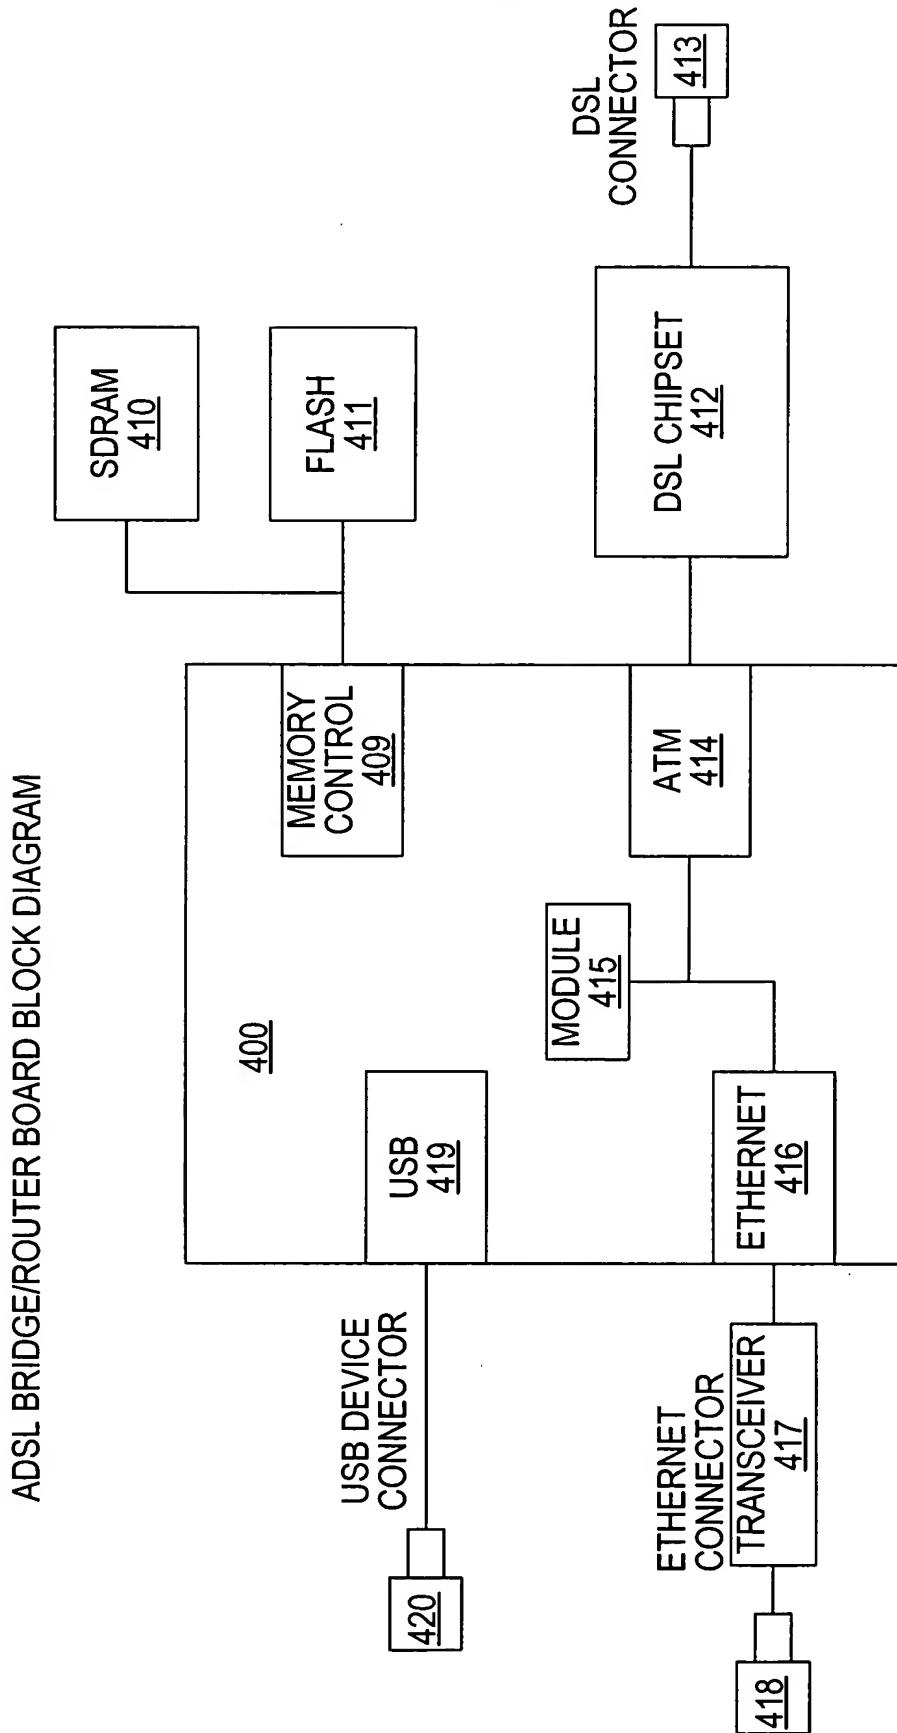 ADSL BRIDGE/ROUTER BOARD BLOCK DIAGRAM
SDRAM
410
FLASH
411
MEMORY
CONTROL
409
400
USB
419
USB DEVICE
CONNECTOR
420
DSL
CONNECTOR
413
DSL CHIPSET
412
ATM
414
MODULE
415
ETHERNET
416
ETHERNET
CONNECTOR
TRANSCEIVER
417
418